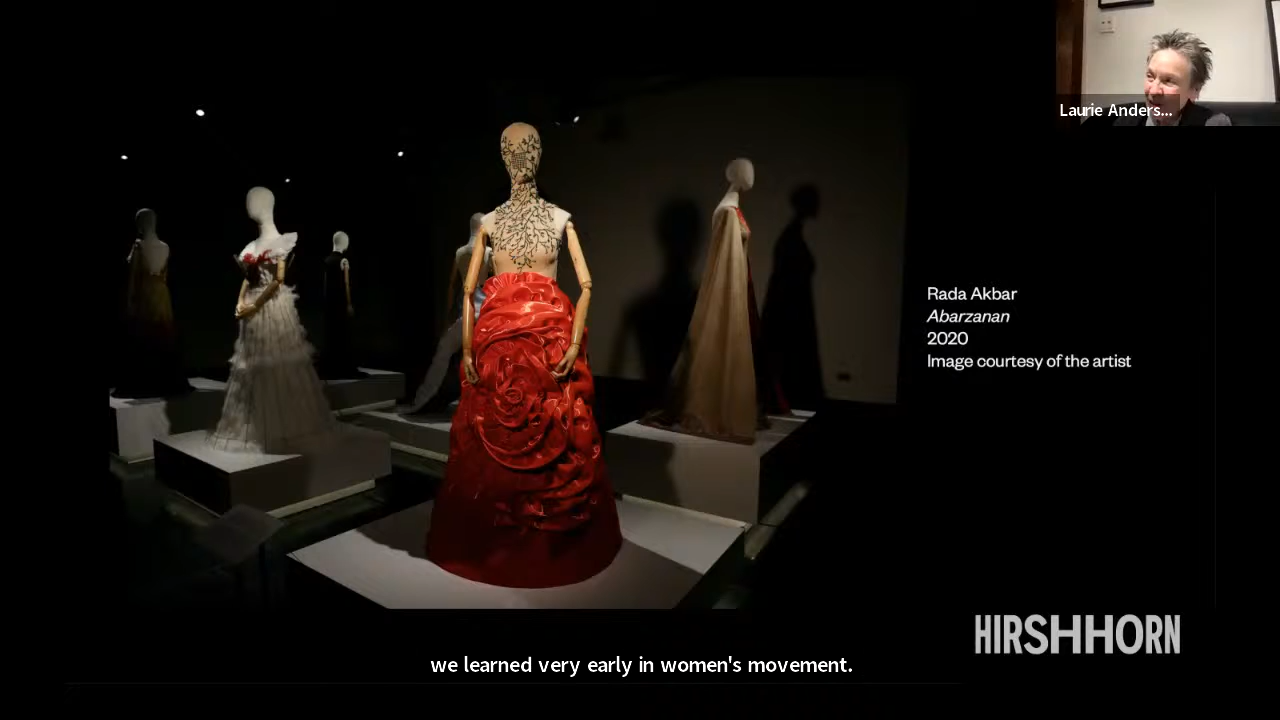 Laurie Anders...
Rada Akbar
Abarzanan
2020
Image courtesy of the artist
HIRSHHORN
we learned very early in women's movement.